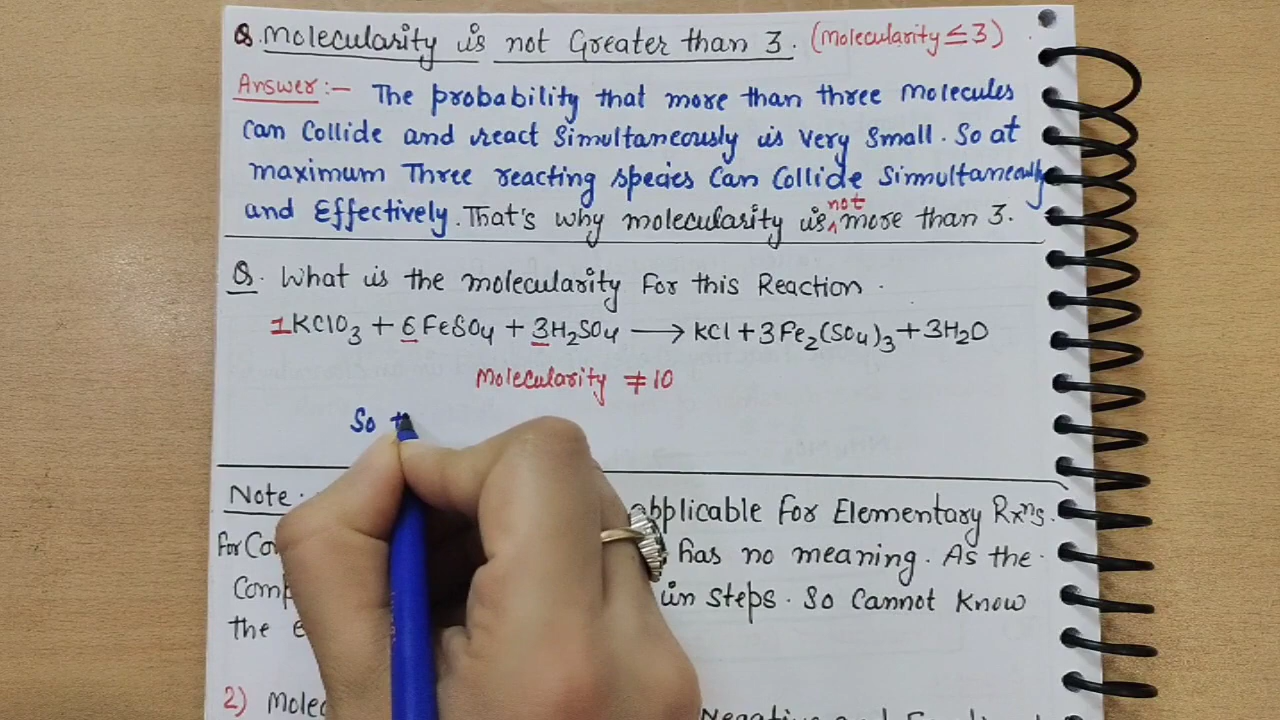 Q. Molecularity is not Greater than 3. (Molecularity ≤ 3)
Answer :- The probability that more than three Molecules
Can Collide and react Simultaneously is very Small. So at
maximum Three reacting species Can Collide Simultaneously
and Effectively. That's why molecularity is not more than 3.
Q. What is the molecularity For this Reaction.
1KClO₃ + 6FeSO₄ + 3H₂SO₄ → KCl + 3Fe₂(SO₄)₃ + 3H₂O
Molecularity ≠ 10
So
Note. applicable For Elementary Rxⁿs.
For has no meaning. As the
in Steps. So Cannot Know
the
2)
Negative and